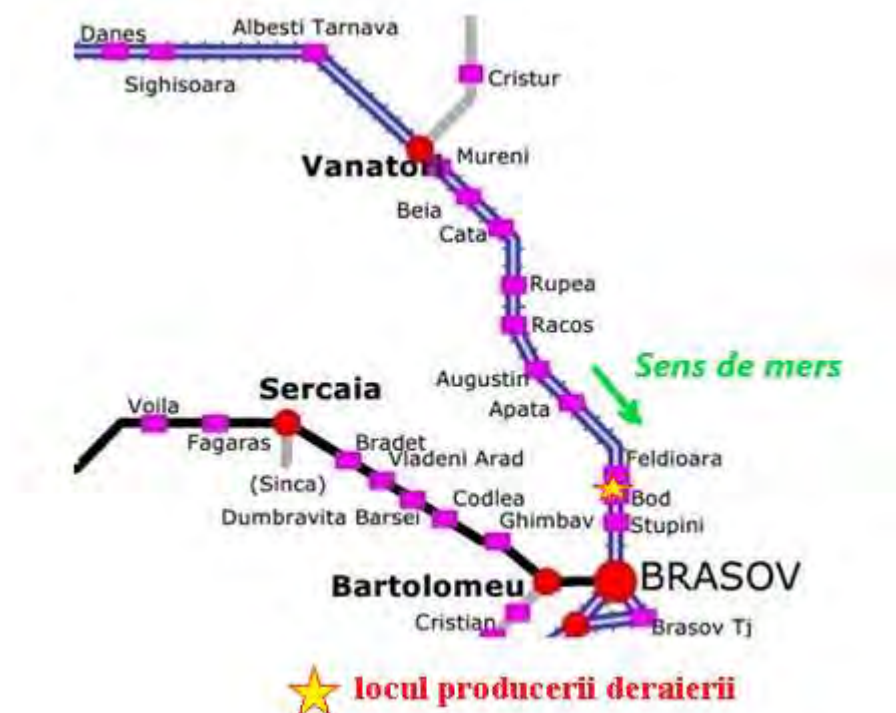 Danes
Albesti Tarnava
Sighisoara
Cristur
Vanatori
Mureni
Beia
Cata
Rupea
Racos
Sens de mers
Augustin
Apata
Sercaia
Voila
Fagaras
Bradet
Vladeni Arad
Feldioara
(Sinca)
Codlea
Bod
Dumbravita Barsei
Ghimbav
Stupini
Bartolomeu
BRASOV
Cristian
Brasov Tj
locul producerii deraierii